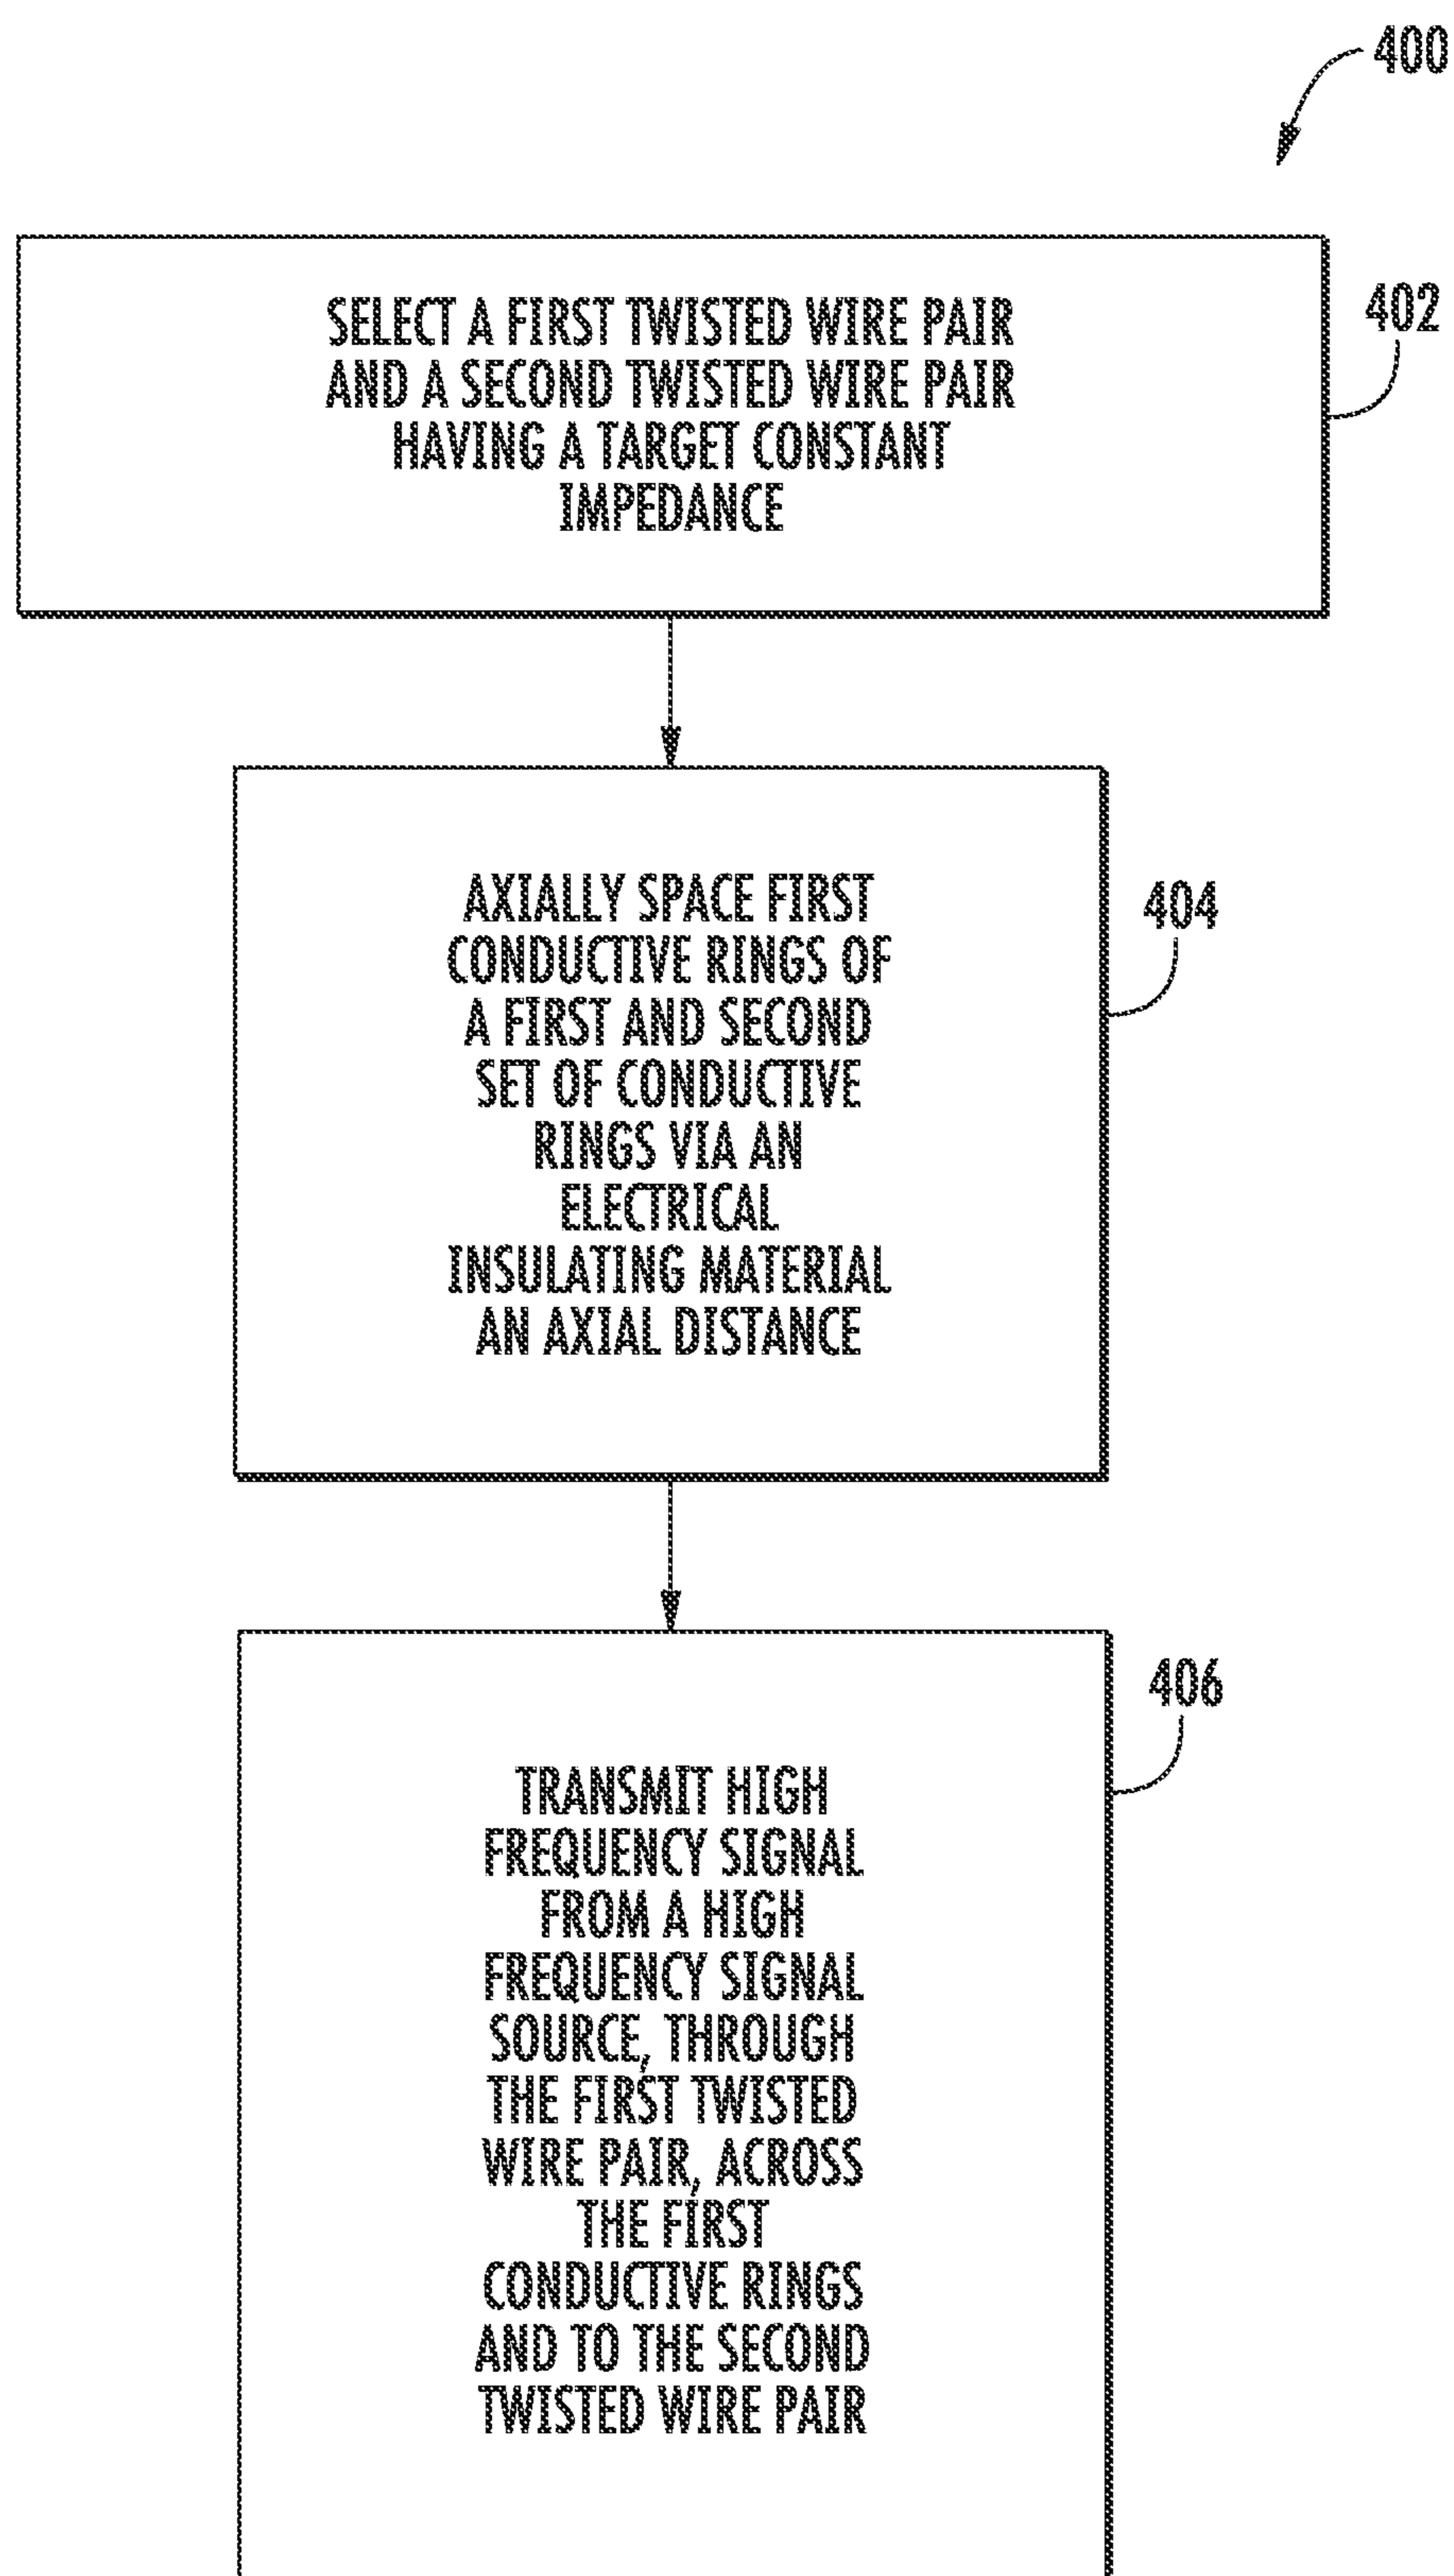 400
SELECT A FIRST TWISTED WIRE PAIR
AND A SECOND TWISTED WIRE PAIR
HAVING A TARGET CONSTANT
IMPEDANCE
402
AXIALLY SPACE FIRST
CONDUCTIVE RINGS OF
A FIRST AND SECOND
SET OF CONDUCTIVE
RINGS VIA AN
ELECTRICAL
INSULATING MATERIAL
AN AXIAL DISTANCE
404
TRANSMIT HIGH
FREQUENCY SIGNAL
FROM A HIGH
FREQUENCY SIGNAL
SOURCE, THROUGH
THE FIRST TWISTED
WIRE PAIR, ACROSS
THE FIRST
CONDUCTIVE RINGS
AND TO THE SECOND
TWISTED WIRE PAIR
406